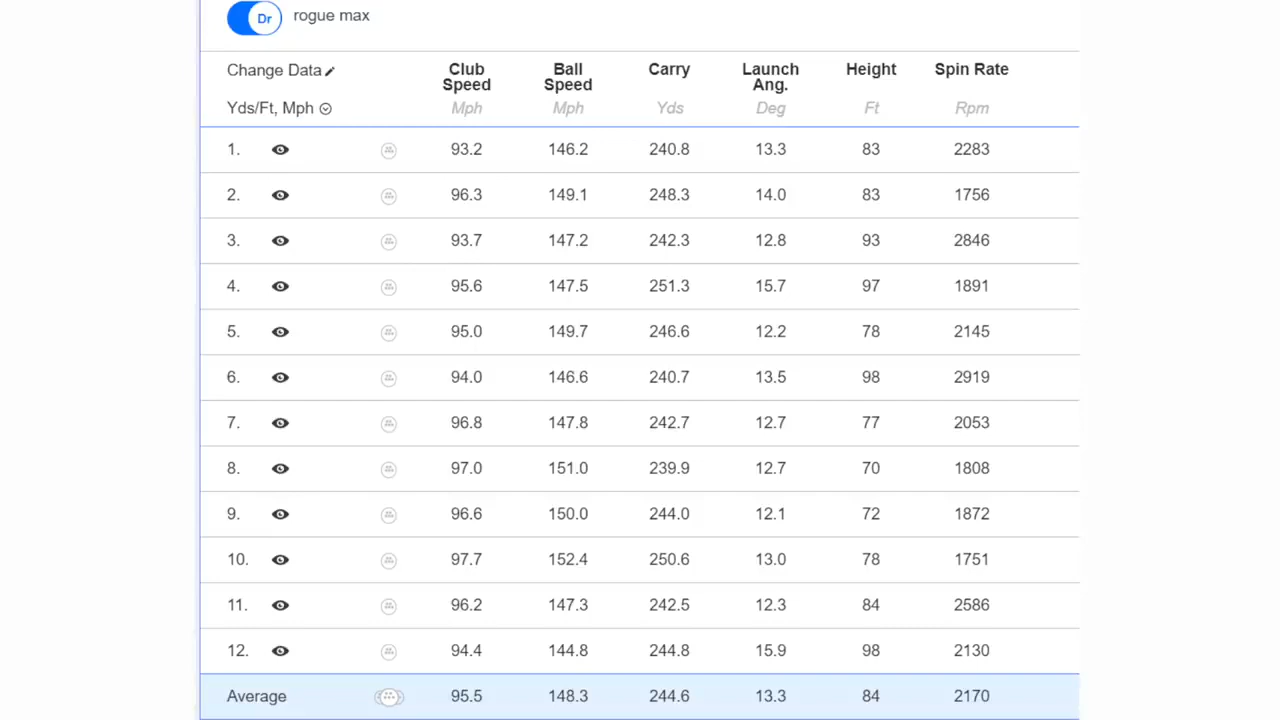 Dr rogue max
Change Data Club Speed Ball Speed Carry Launch Ang. Height Spin Rate
Yds/Ft, Mph Mph Mph Yds Deg Ft Rpm
1. 93.2 146.2 240.8 13.3 83 2283
2. 96.3 149.1 248.3 14.0 83 1756
3. 93.7 147.2 242.3 12.8 93 2846
4. 95.6 147.5 251.3 15.7 97 1891
5. 95.0 149.7 246.6 12.2 78 2145
6. 94.0 146.6 240.7 13.5 98 2919
7. 96.8 147.8 242.7 12.7 77 2053
8. 97.0 151.0 239.9 12.7 70 1808
9. 96.6 150.0 244.0 12.1 72 1872
10. 97.7 152.4 250.6 13.0 78 1751
11. 96.2 147.3 242.5 12.3 84 2586
12. 94.4 144.8 244.8 15.9 98 2130
Average 95.5 148.3 244.6 13.3 84 2170